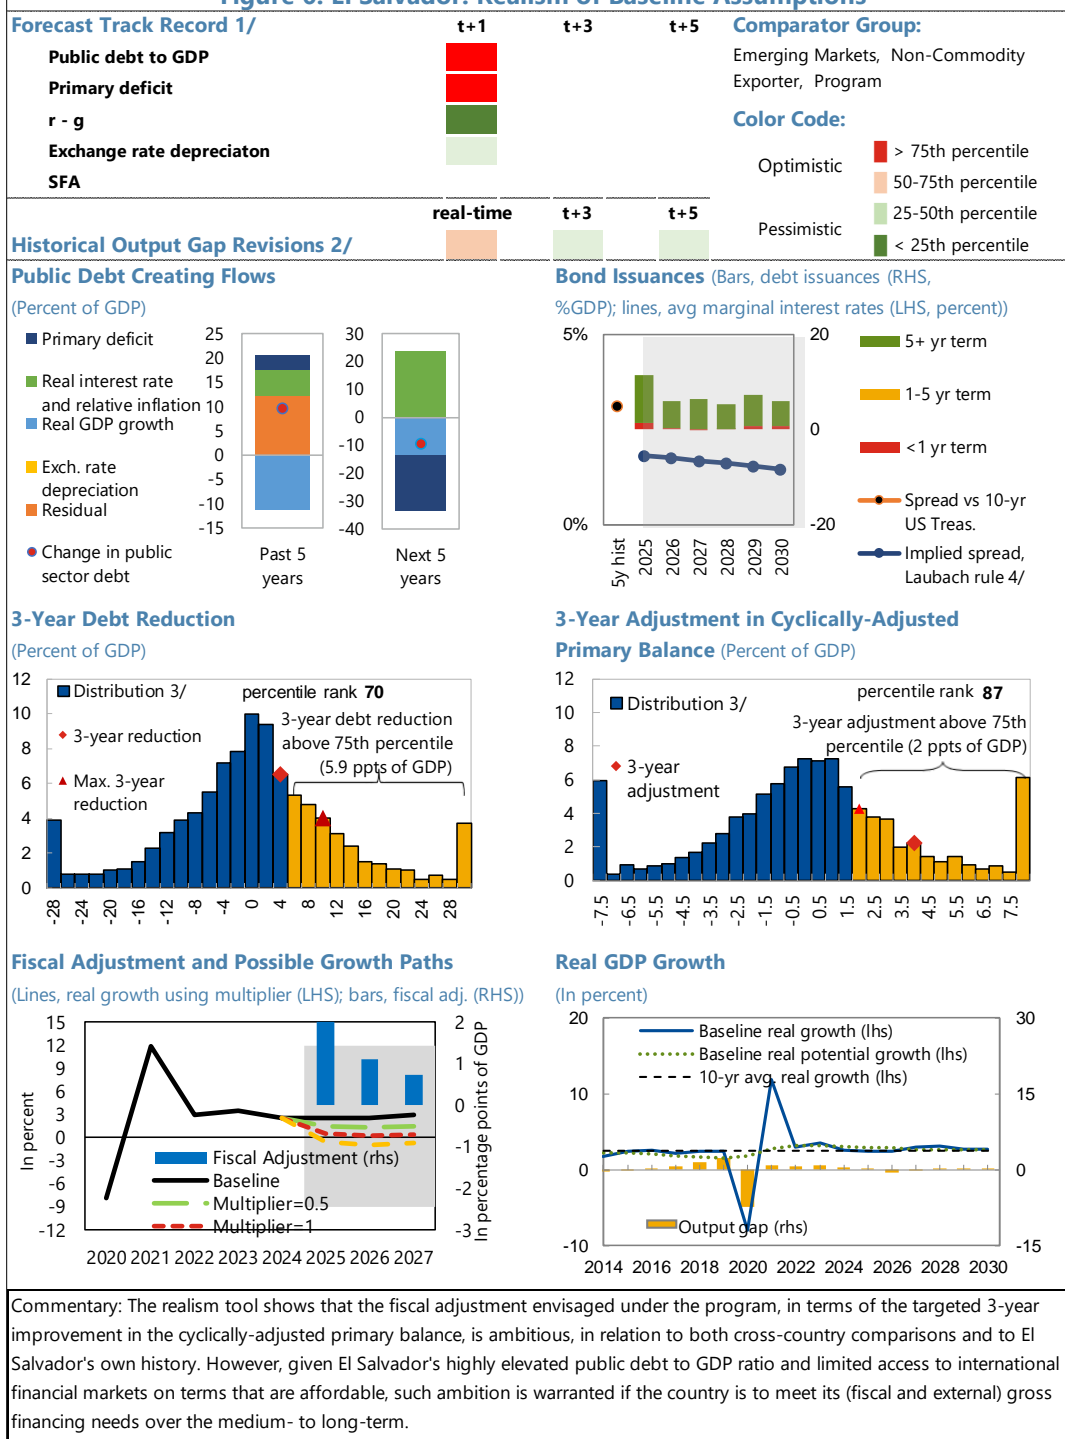 Figure 6. El Salvador: Realism of Baseline Assumptions
Forecast Track Record 1/
t+1
t+3
t+5
Comparator Group:
Public debt to GDP
Primary deficit
r - g
Exchange rate depreciaton
SFA
Emerging Markets, Non-Commodity
Exporter, Program
Color Code:
Optimistic
> 75th percentile
50-75th percentile
Pessimistic
25-50th percentile
< 25th percentile
real-time
t+3
t+5
Historical Output Gap Revisions 2/
Public Debt Creating Flows
(Percent of GDP)
Primary deficit
Real interest rate
and relative inflation
Real GDP growth
Exch. rate
depreciation
Residual
Change in public
sector debt
25
20
15
10
5
0
-5
-10
-15
Past 5
years
30
20
10
0
-10
-20
-30
-40
Next 5
years
Bond Issuances (Bars, debt issuances (RHS,
%GDP); lines, avg marginal interest rates (LHS, percent))
5%
0%
20
0
-20
5y hist
2025
2026
2027
2028
2029
2030
5+ yr term
1-5 yr term
<1 yr term
Spread vs 10-yr
US Treas.
Implied spread,
Laubach rule 4/
3-Year Debt Reduction
(Percent of GDP)
12
10
8
6
4
2
0
Distribution 3/
3-year reduction
Max. 3-year
reduction
percentile rank 70
3-year debt reduction
above 75th percentile
(5.9 ppts of GDP)
-28
-24
-20
-16
-12
-8
-4
0
4
8
12
16
20
24
28
3-Year Adjustment in Cyclically-Adjusted
Primary Balance (Percent of GDP)
12
10
8
6
4
2
0
Distribution 3/
3-year
adjustment
percentile rank 87
3-year adjustment above 75th
percentile (2 ppts of GDP)
-7.5
-6.5
-5.5
-4.5
-3.5
-2.5
-1.5
-0.5
0.5
1.5
2.5
3.5
4.5
5.5
6.5
7.5
Fiscal Adjustment and Possible Growth Paths
(Lines, real growth using multiplier (LHS); bars, fiscal adj. (RHS))
In percent
15
12
9
6
3
0
-3
-6
-9
-12
2
1
0
-1
-2
-3
In percentage points of GDP
Fiscal Adjustment (rhs)
Baseline
Multiplier=0.5
Multiplier=1
2020 2021 2022 2023 2024 2025 2026 2027
Real GDP Growth
(In percent)
20
10
0
-10
30
15
0
-15
Baseline real growth (lhs)
Baseline real potential growth (lhs)
10-yr avg real growth (lhs)
Output gap (rhs)
2014 2016 2018 2020 2022 2024 2026 2028 2030
Commentary: The realism tool shows that the fiscal adjustment envisaged under the program, in terms of the targeted 3-year
improvement in the cyclically-adjusted primary balance, is ambitious, in relation to both cross-country comparisons and to El
Salvador's own history. However, given El Salvador's highly elevated public debt to GDP ratio and limited access to international
financial markets on terms that are affordable, such ambition is warranted if the country is to meet its (fiscal and external) gross
financing needs over the medium- to long-term.